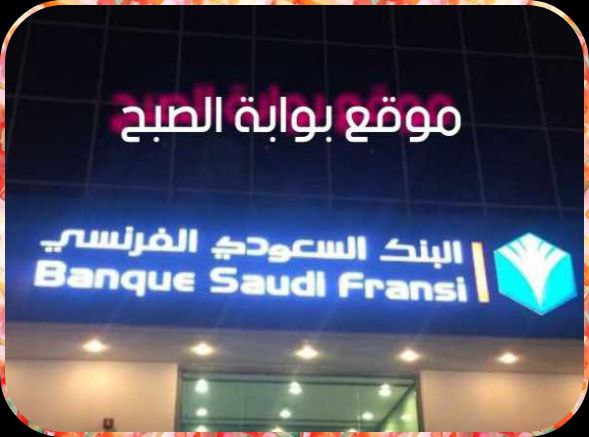 موقع بوابة الصبح
البنك السعودي الفرنسي
Banque Saudi Fransi